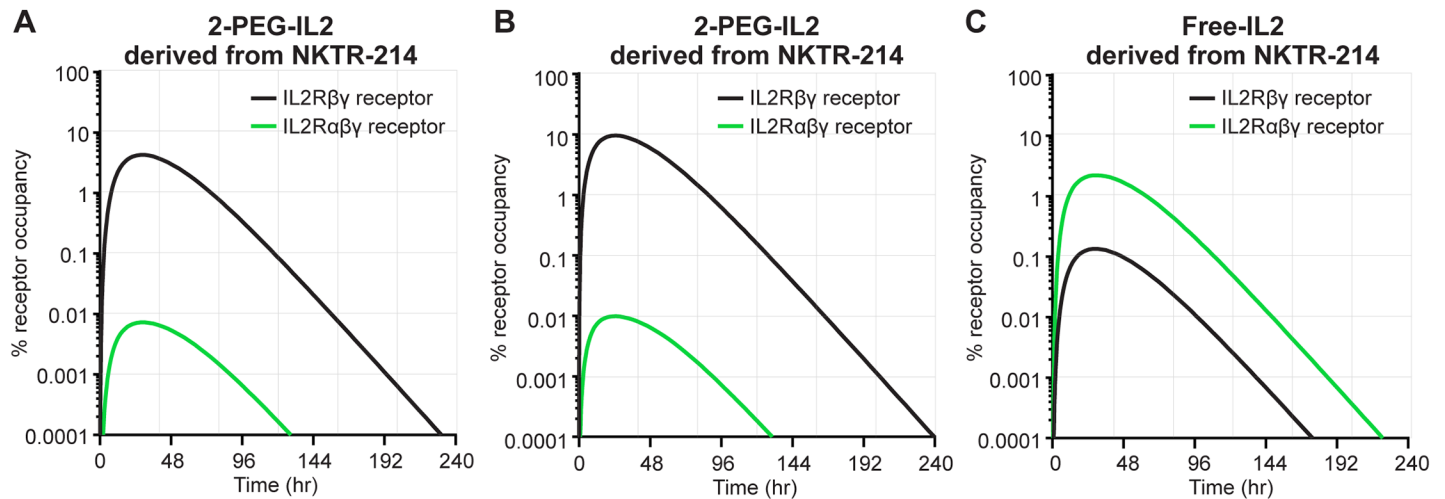 A
2-PEG-IL2
derived from NKTR-214
% receptor occupancy
100
10
1
0.1
0.01
0.001
0.0001
IL2Rβγ receptor
IL2Rαβγ receptor
0 48 96 144 192 240
Time (hr)
B
2-PEG-IL2
derived from NKTR-214
% receptor occupancy
100
10
1
0.1
0.01
0.001
0.0001
IL2Rβγ receptor
IL2Rαβγ receptor
0 48 96 144 192 240
Time (hr)
C
Free-IL2
derived from NKTR-214
% receptor occupancy
100
10
1
0.1
0.01
0.001
0.0001
IL2Rβγ receptor
IL2Rαβγ receptor
0 48 96 144 192 240
Time (hr)